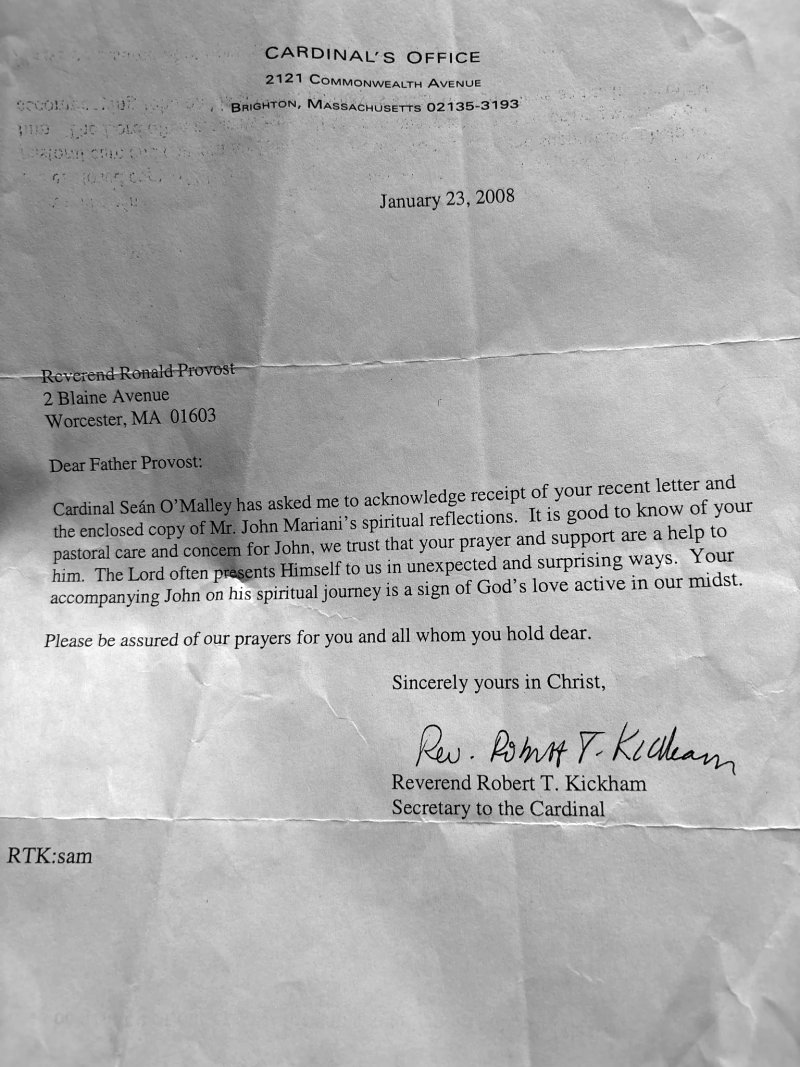 CARDINAL'S OFFICE
2121 COMMONWEALTH AVENUE
BRIGHTON, MASSACHUSETTS 02135-3193
January 23, 2008
Reverend Ronald Provost
2 Blaine Avenue
Worcester, MA 01603
Dear Father Provost:
Cardinal Seán O'Malley has asked me to acknowledge receipt of your recent letter and
the enclosed copy of Mr. John Mariani's spiritual reflections. It is good to know of your
pastoral care and concern for John, we trust that your prayer and support are a help to
him. The Lord often presents Himself to us in unexpected and surprising ways. Your
accompanying John on his spiritual journey is a sign of God's love active in our midst.
Please be assured of our prayers for you and all whom you hold dear.
Sincerely yours in Christ,
Rev. Robert T. Kickham
Reverend Robert T. Kickham
Secretary to the Cardinal
RTK:sam